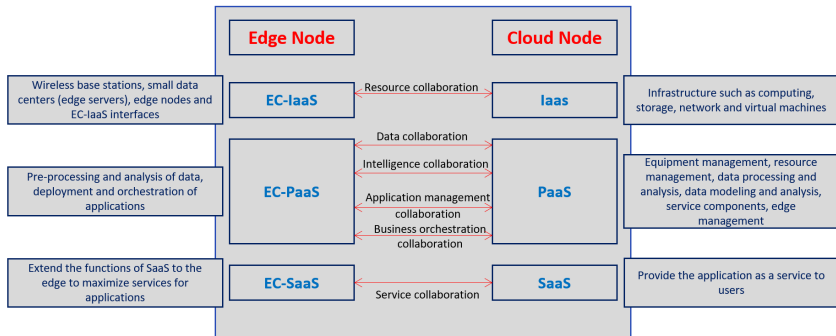 Edge Node
Cloud Node
Wireless base stations, small data
centers (edge servers), edge nodes and
EC-IaaS interfaces
EC-IaaS
Resource collaboration
Iaas
Infrastructure such as computing,
storage, network and virtual machines
Pre-processing and analysis of data,
deployment and orchestration of
applications
EC-PaaS
Data collaboration
Intelligence collaboration
Application management
collaboration
Business orchestration
collaboration
PaaS
Equipment management, resource
management, data processing and
analysis, data modeling and analysis,
service components, edge
management
Extend the functions of SaaS to the
edge to maximize services for
applications
EC-SaaS
Service collaboration
SaaS
Provide the application as a service to
users